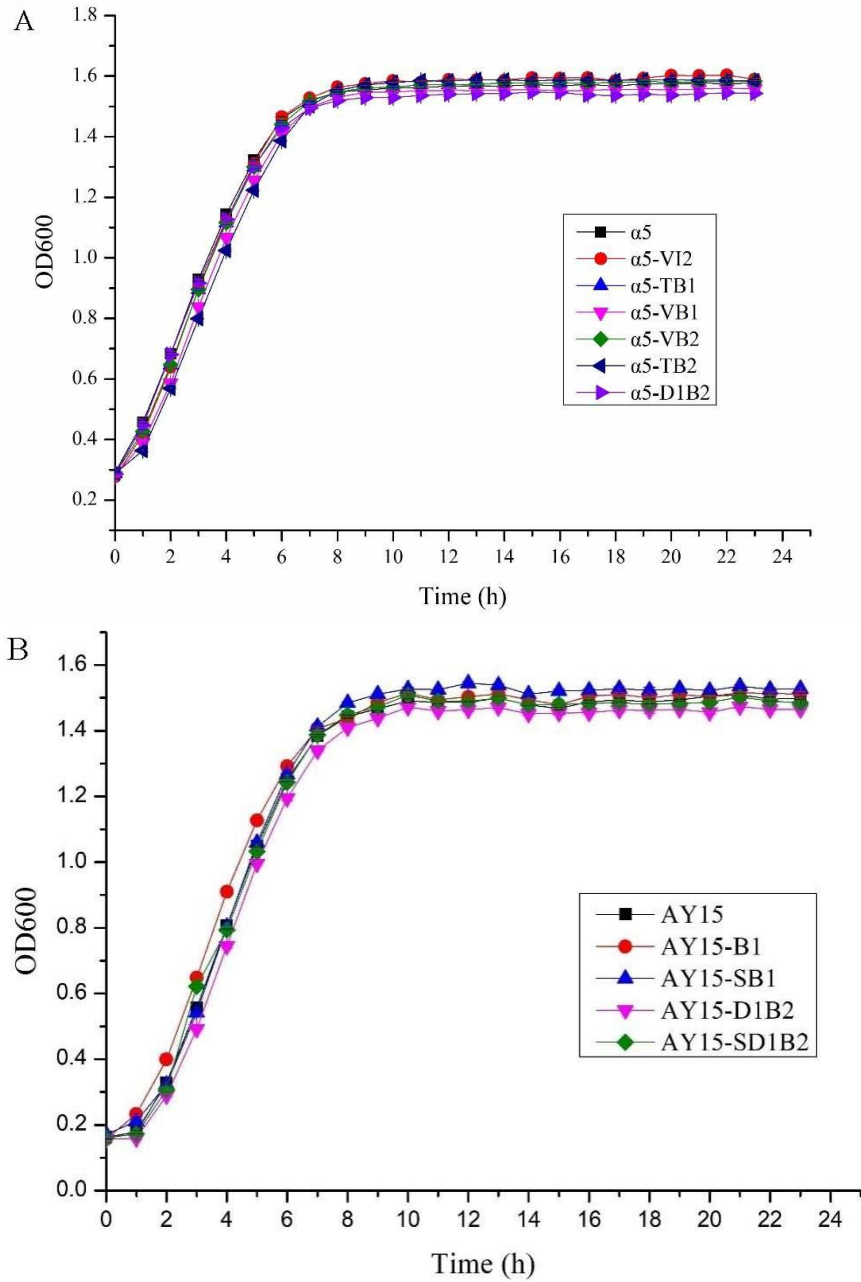 A
1.8
1.6
1.4
1.2
1.0
0.8
0.6
0.4
0.2
OD600
α5
α5-VI2
α5-TB1
α5-VB1
α5-VB2
α5-TB2
α5-D1B2
0 2 4 6 8 10 12 14 16 18 20 22 24
Time (h)
B
1.6
1.4
1.2
1.0
0.8
0.6
0.4
0.2
0.0
OD600
AY15
AY15-B1
AY15-SB1
AY15-D1B2
AY15-SD1B2
0 2 4 6 8 10 12 14 16 18 20 22 24
Time (h)